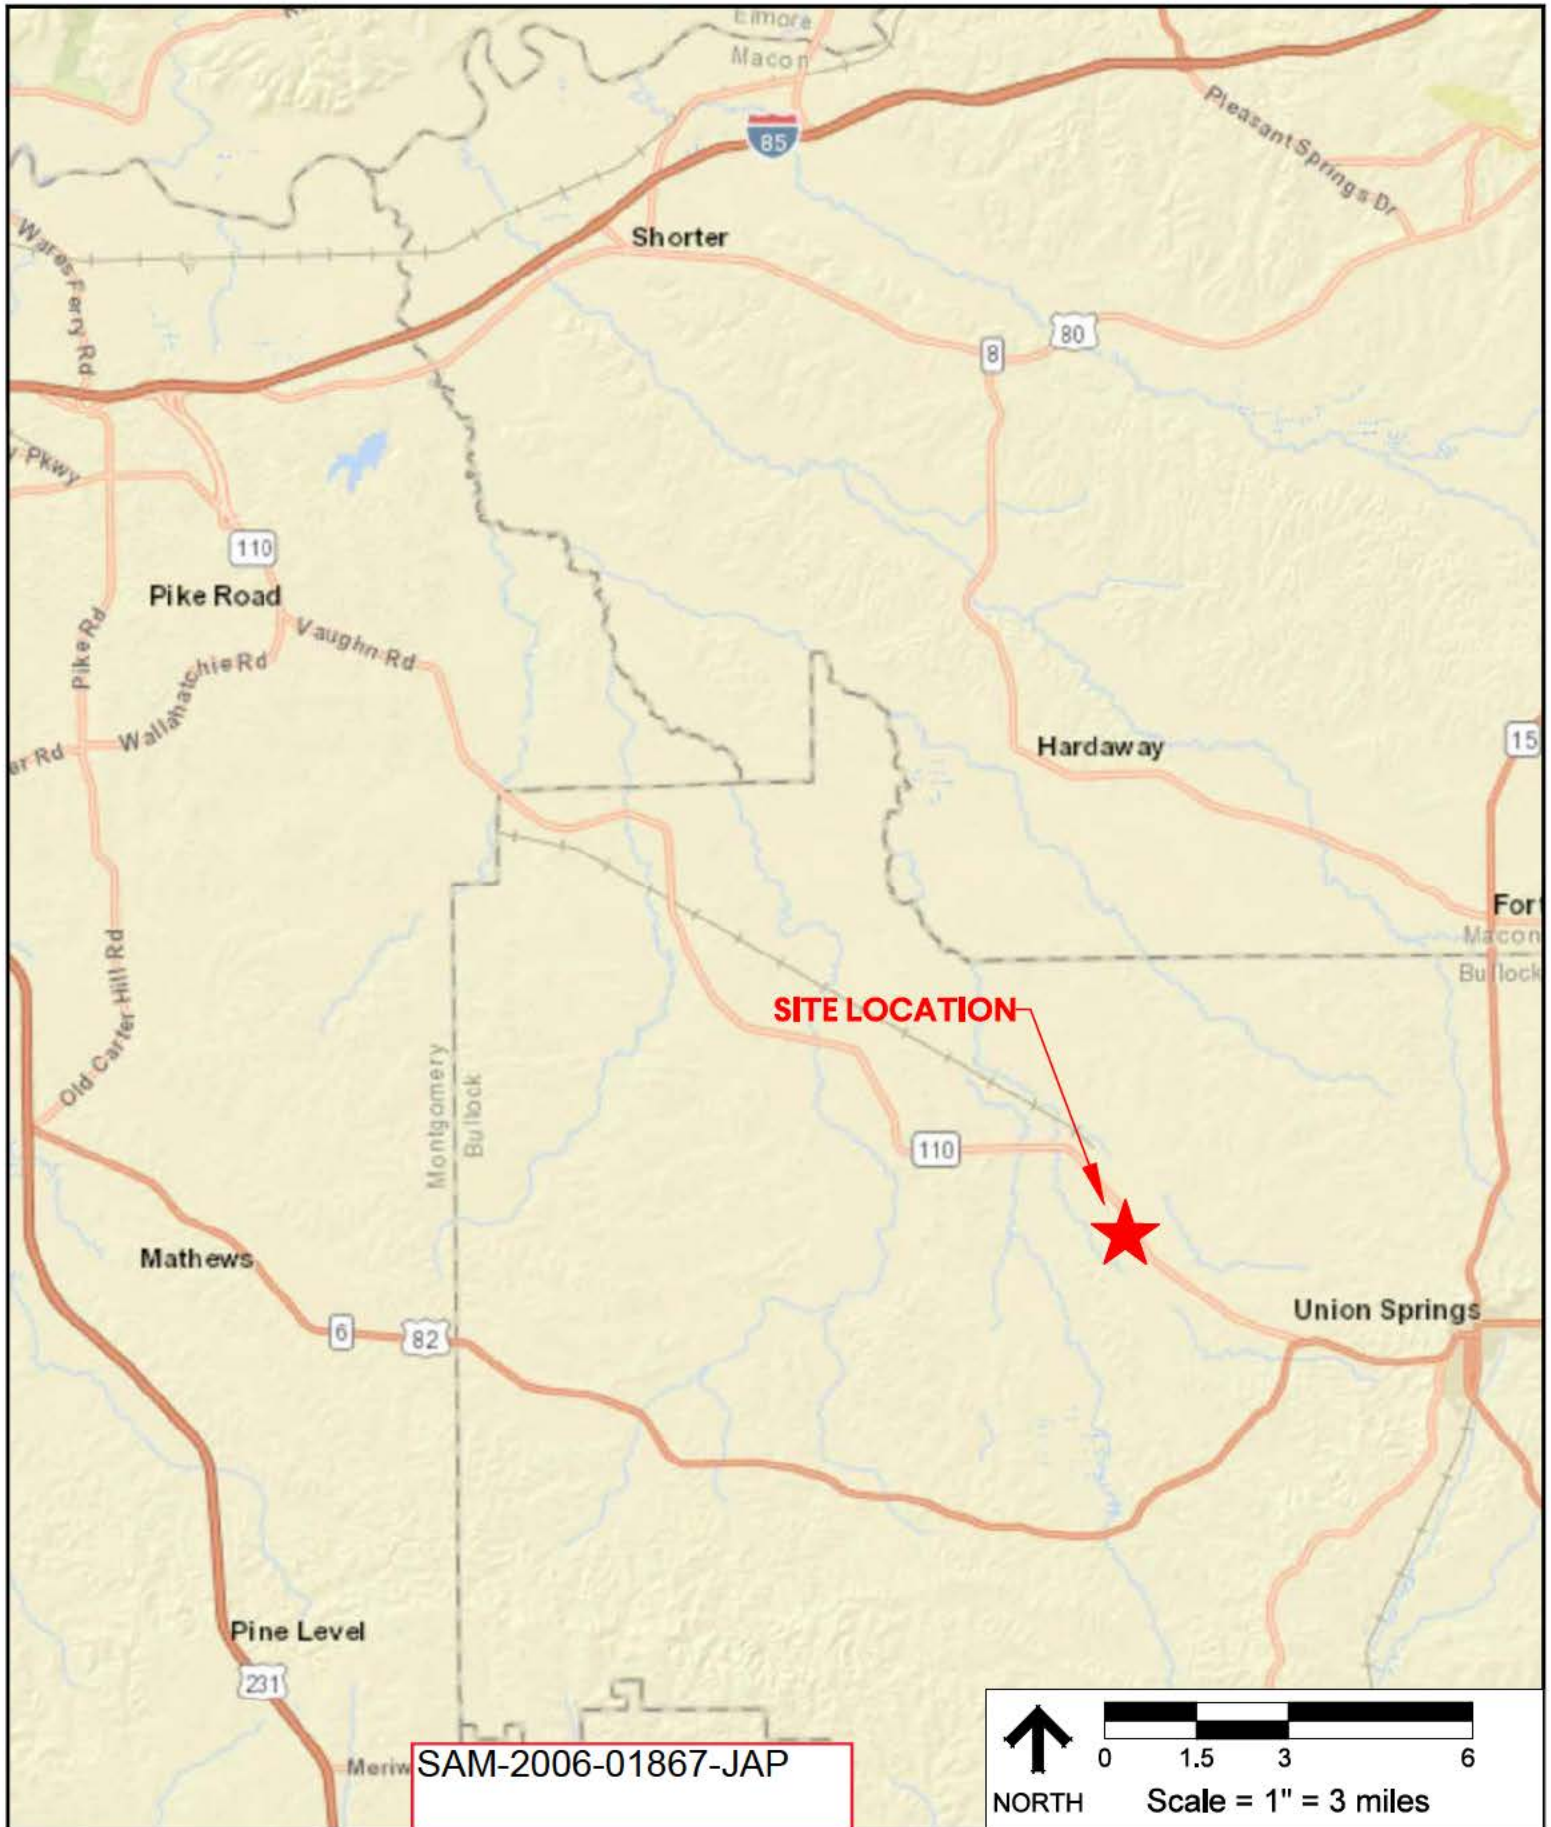 Elmore
Macon
85
Pleasant Springs Dr
Wares Ferry Rd
Shorter
80
8
Pkwy
110
Pike Road
Pike Rd
Vaughn Rd
Wallahatchie Rd
er Rd
Hardaway
15
Fort
Macon
Bullock
Old Carter Hill Rd
SITE LOCATION
Montgomery
Bullock
110
Mathews
Union Springs
6
82
Pine Level
231
Meriw
SAM-2006-01867-JAP
NORTH
0 1.5 3 6
Scale = 1" = 3 miles